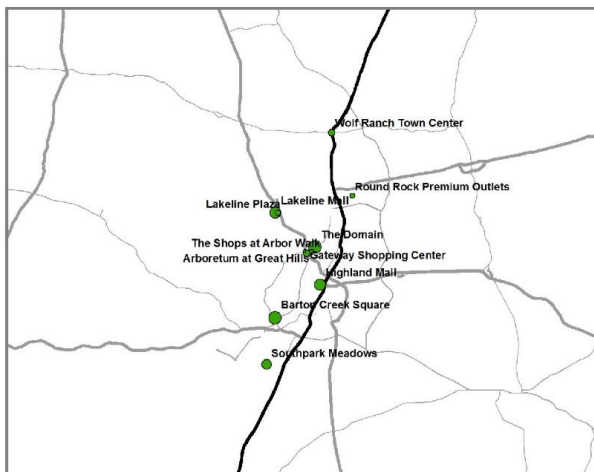 Wolf Ranch Town Center
Round Rock Premium Outlets
Lakeline Mall
Lakeline Plaza
The Domain
The Shops at Arbor Walk
Gateway Shopping Center
Arboretum at Great Hills
Highland Mall
Barton Creek Square
Southpark Meadows